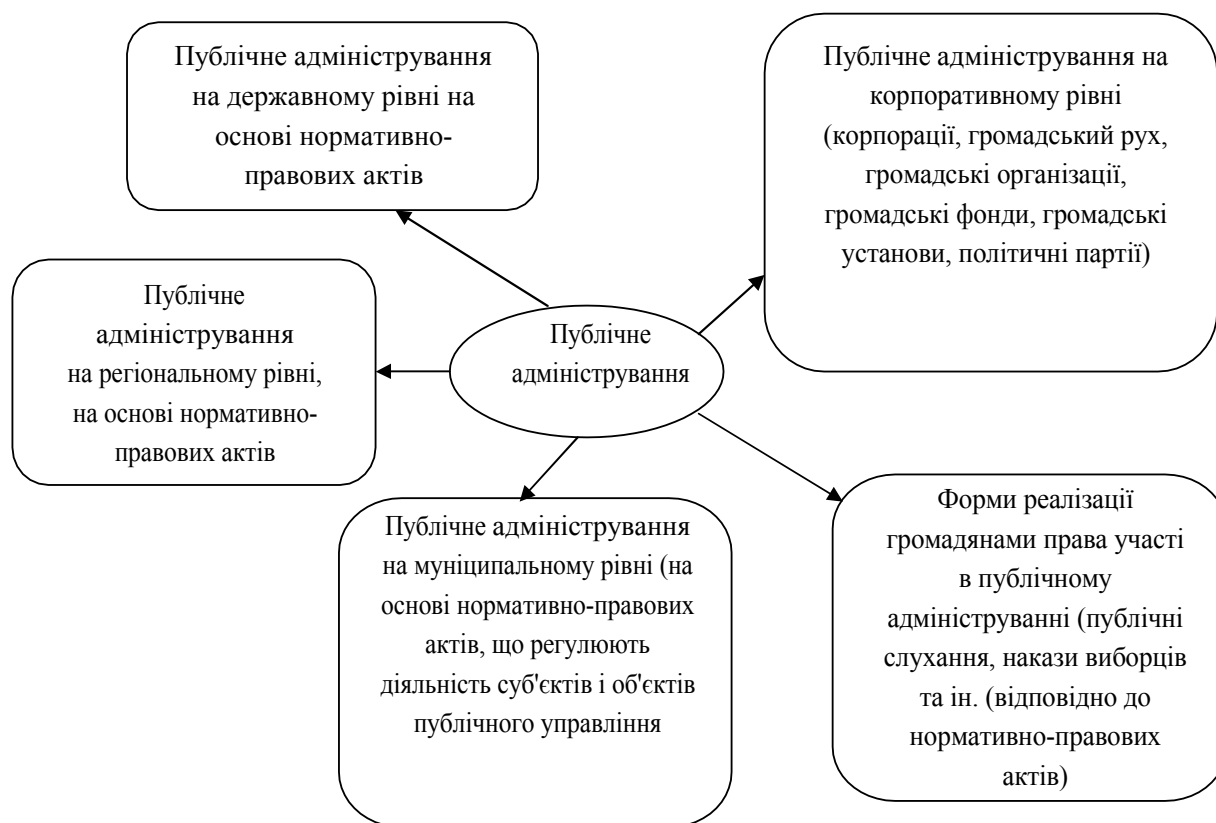 Публічне адміністрування
на державному рівні на
основі нормативно-
правових актів
Публічне адміністрування на
корпоративному рівні
(корпорації, громадський рух,
громадські організації,
громадські фонди, громадські
установи, політичні партії)
Публічне
адміністрування
на регіональному рівні,
на основі нормативно-
правових актів
Публічне
адміністрування
Публічне адміністрування
на муніципальному рівні (на
основі нормативно-правових
актів, що регулюють
діяльність суб'єктів і об'єктів
публічного управління
Форми реалізації
громадянами права участі
в публічному
адмініструванні (публічні
слухання, накази виборців
та ін. (відповідно до
нормативно-правових
актів)